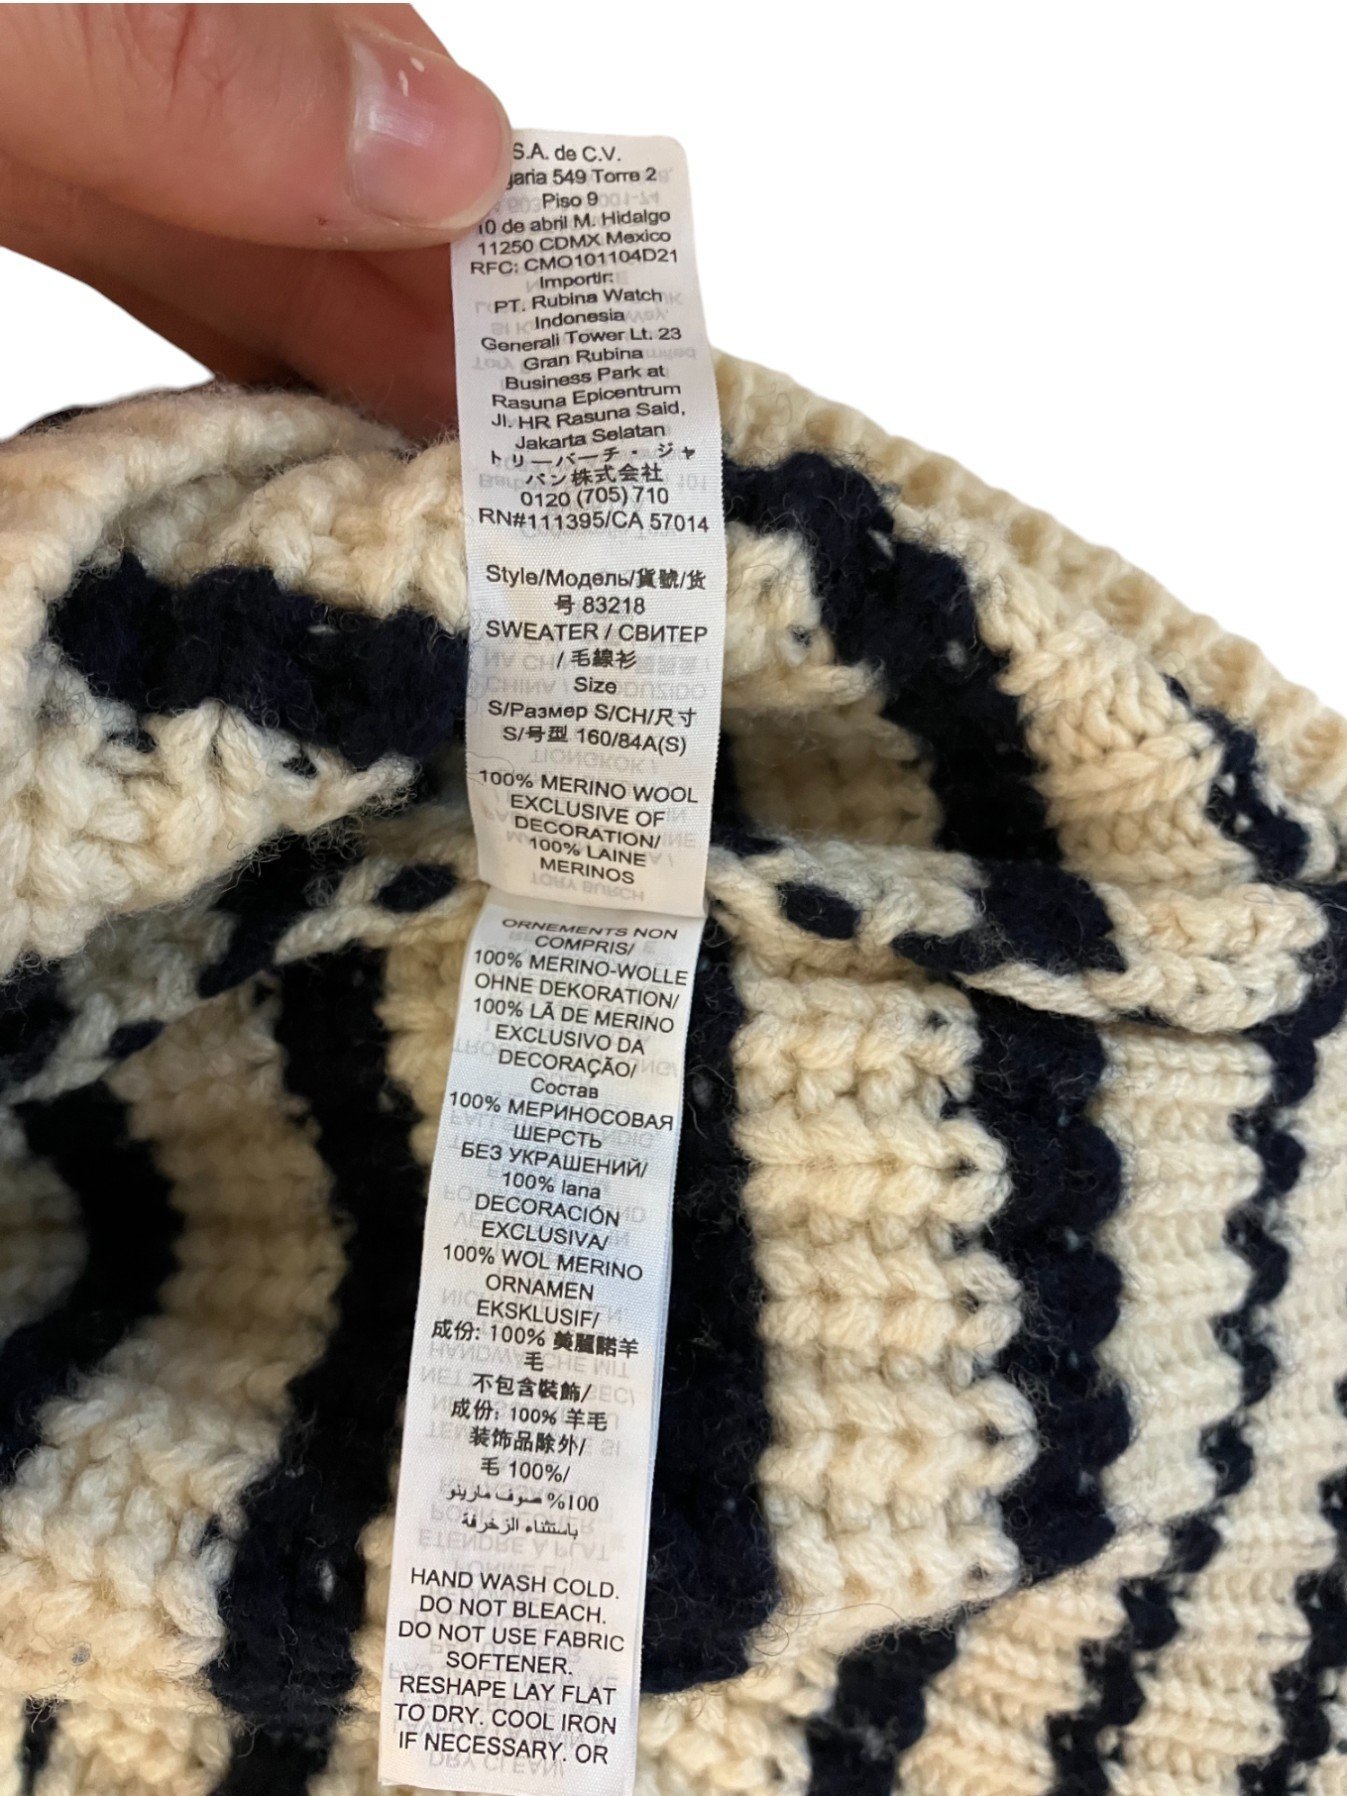 S.A. de C.V.
549 Torre 2
Piso 9
10 de abril M. Hidalgo
11250 CDMX Mexico
RFC: CMO101104D21
Importir:
PT. Rubina Watch
Indonesia
Generali Tower Lt. 23
Gran Rubina
Business Park at
Rasuna Epicentrum
Jl. HR Rasuna Said,
Jakarta Selatan
トリーバーチ・ジャ
パン株式会社
0120 (705) 710
RN#111395/CA 57014
Style/Модель/貨號/货
号 83218
SWEATER / СВИТЕР
/ 毛線衫
Size
S/Размер S/CH/尺寸
S/号型 160/84A(S)
100% MERINO WOOL
EXCLUSIVE OF
DECORATION/
100% LAINE
MERINOS
ORNEMENTS NON
COMPRIS/
100% MERINO-WOLLE
OHNE DEKORATION/
100% LÃ DE MERINO
EXCLUSIVO DA
DECORAÇÃO/
Состав
100% МЕРИНОСОВАЯ
ШЕРСТЬ
БЕЗ УКРАШЕНИЙ/
100% lana
DECORACIÓN
EXCLUSIVA/
100% WOL MERINO
ORNAMEN
EKSKLUSIF/
成份: 100% 美麗諾羊
毛
不包含裝飾/
成份: 100% 羊毛
装饰品除外/
毛 100%/
100% صوف مارينو
باستثناء الزخرفة
HAND WASH COLD.
DO NOT BLEACH.
DO NOT USE FABRIC
SOFTENER.
RESHAPE LAY FLAT
TO DRY. COOL IRON
IF NECESSARY. OR